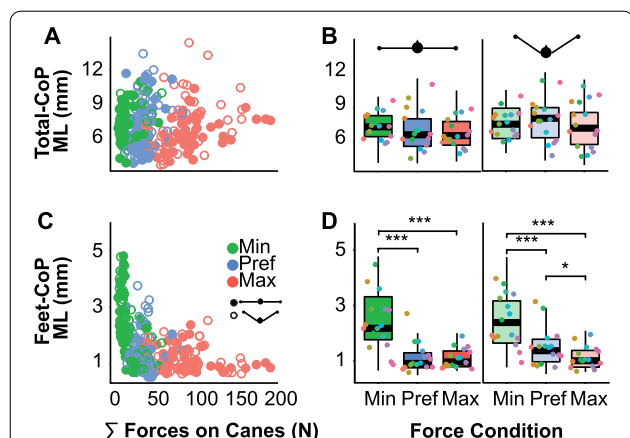 A
B
Total-CoP
ML (mm)
12
9
6
12
9
6
C
D
Feet-CoP
ML (mm)
5
3
1
Min
Pref
Max
5
3
1
***
***
***
***
*
0 50 100 150 200
Min Pref Max Min Pref Max
∑ Forces on Canes (N)
Force Condition